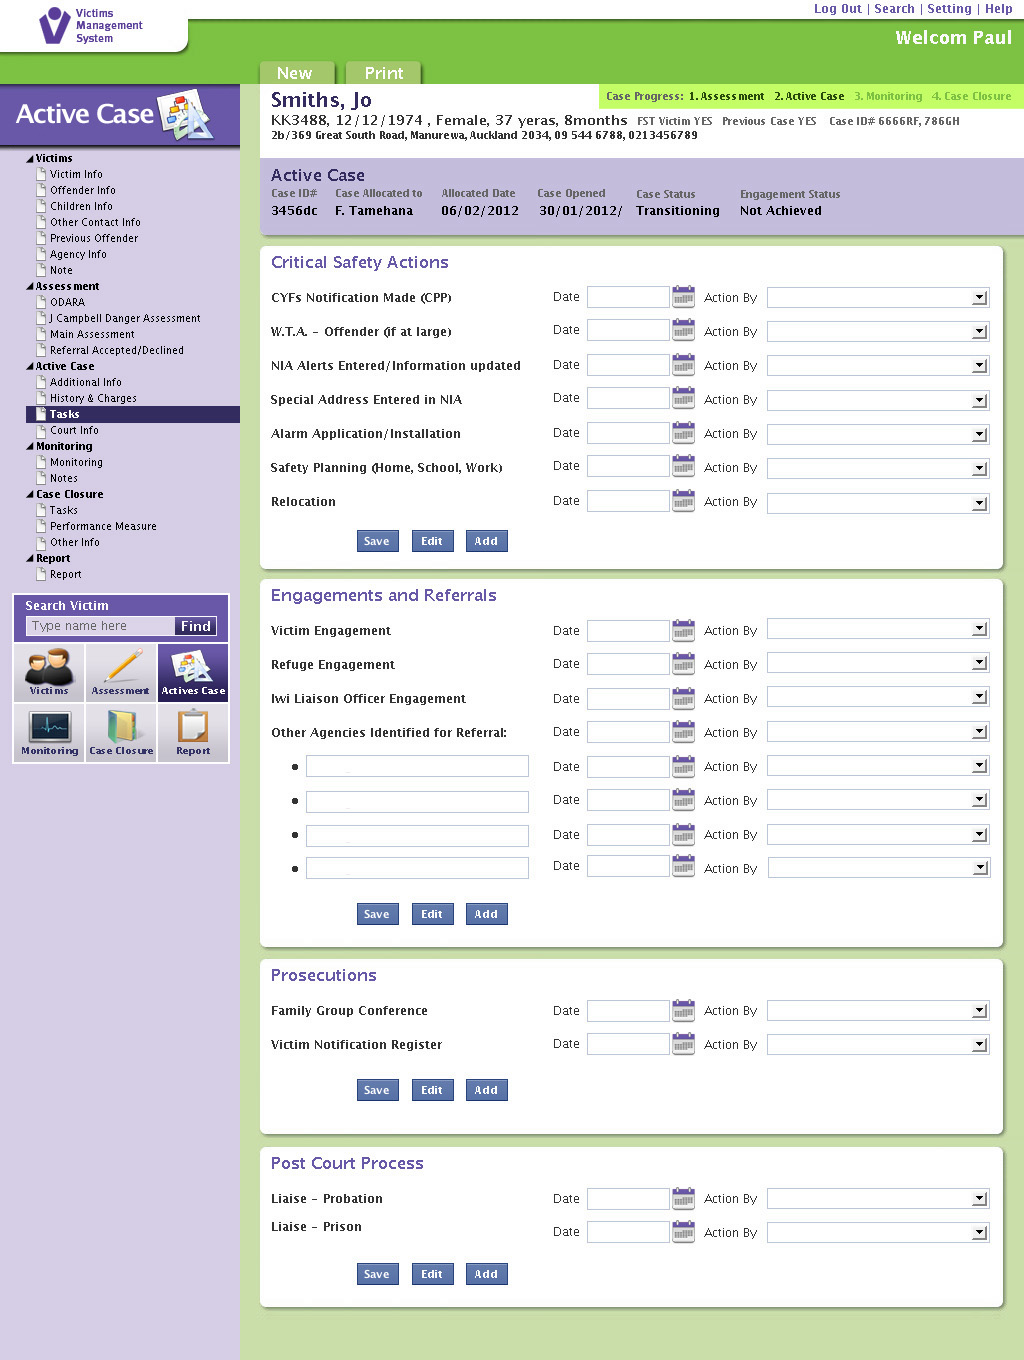 Victims
Management
System
Log Out | Search | Setting | Help
Welcom Paul
New
Print
Active Case
Smiths, Jo
Case Progress: 1. Assessment 2. Active Case 3. Monitoring 4. Case Closure
KK3488, 12/12/1974 , Female, 37 yeras, 8months FST Victim YES Previous Case YES Case ID# 6666RF, 786GH
2b/369 Great South Road, Manurewa, Auckland 2034, 09 544 6788, 0213456789
Victims
Victim Info
Offender Info
Children Info
Other Contact Info
Previous Offender
Agency Info
Note
Assessment
ODARA
J Campbell Danger Assessment
Main Assessment
Referral Accepted/Declined
Active Case
Additional Info
History & Charges
Tasks
Court Info
Monitoring
Monitoring
Notes
Case Closure
Tasks
Performance Measure
Other Info
Report
Report
Search Victim
Type name here Find
Victims Assessment Actives Case
Monitoring Case Closure Report
Active Case
Case ID# Case Allocated to Allocated Date Case Opened Case Status Engagement Status
3456dc F. Tamehana 06/02/2012 30/01/2012/ Transitioning Not Achieved
Critical Safety Actions
CYFs Notification Made (CPP) Date Action By
W.T.A. - Offender (if at large) Date Action By
NIA Alerts Entered/Information updated Date Action By
Special Address Entered in NIA Date Action By
Alarm Application/Installation Date Action By
Safety Planning (Home, School, Work) Date Action By
Relocation Date Action By
Save Edit Add
Engagements and Referrals
Victim Engagement Date Action By
Refuge Engagement Date Action By
Iwi Liaison Officer Engagement Date Action By
Other Agencies Identified for Referral: Date Action By
• Date Action By
• Date Action By
• Date Action By
• Date Action By
Save Edit Add
Prosecutions
Family Group Conference Date Action By
Victim Notification Register Date Action By
Save Edit Add
Post Court Process
Liaise - Probation Date Action By
Liaise - Prison Date Action By
Save Edit Add